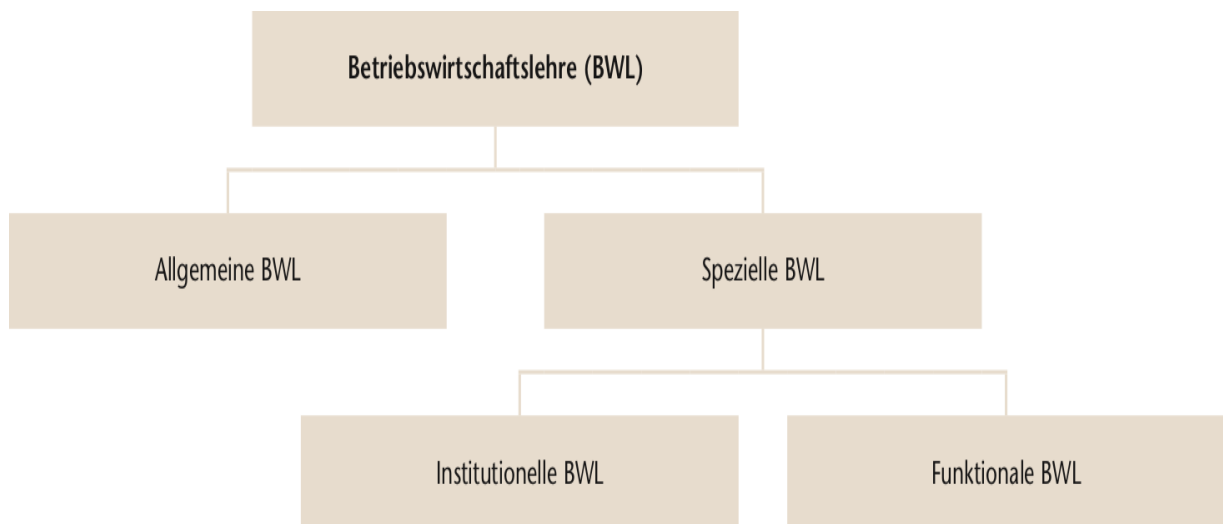 Betriebswirtschaftslehre (BWL)
Allgemeine BWL
Spezielle BWL
Institutionelle BWL
Funktionale BWL